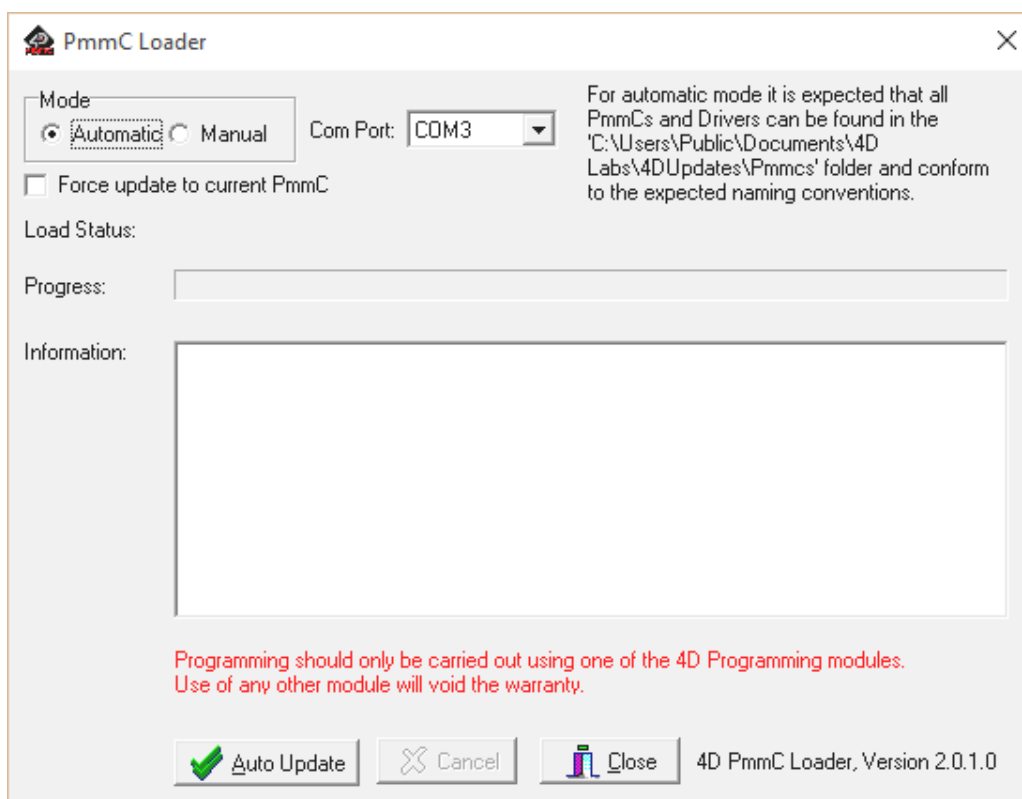 PmmC Loader
Mode
Automatic
Manual
Com Port:
COM3
For automatic mode it is expected that all
PmmCs and Drivers can be found in the
'C:\Users\Public\Documents\4D
Labs\4DUpdates\Pmmcs' folder and conform
to the expected naming conventions.
Force update to current PmmC
Load Status:
Progress:
Information:
Programming should only be carried out using one of the 4D Programming modules.
Use of any other module will void the warranty.
Auto Update
Cancel
Close
4D PmmC Loader, Version 2.0.1.0